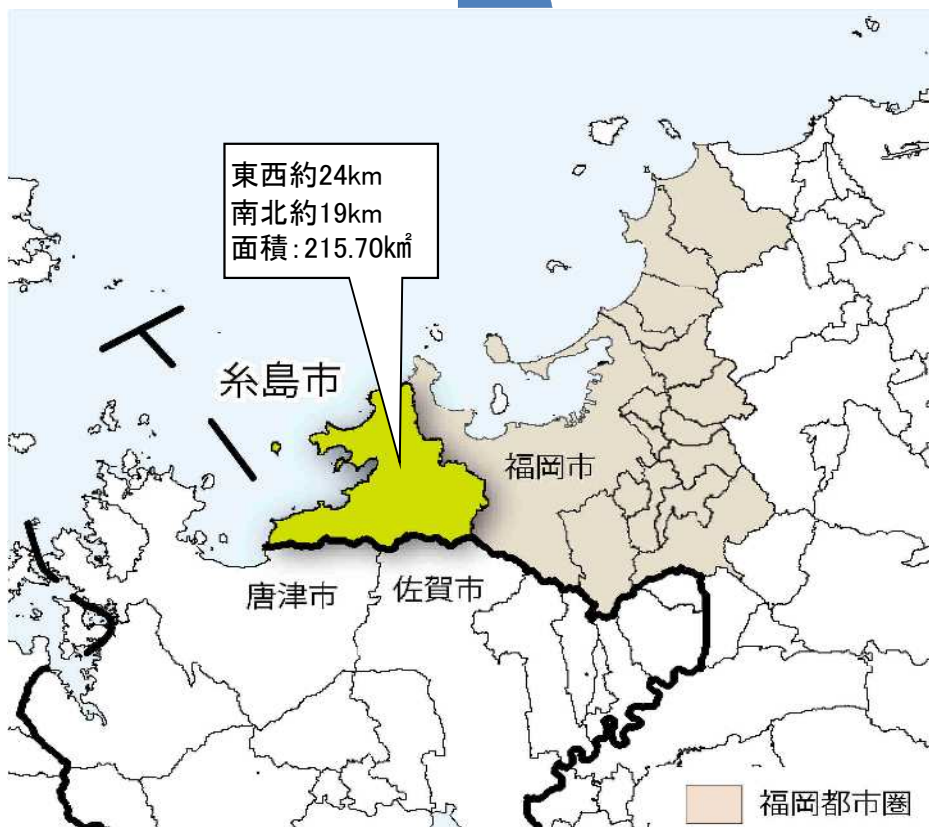 東西約24km
南北約19km
面積：215.70㎢
糸島市
福岡市
唐津市
佐賀市
福岡都市圏